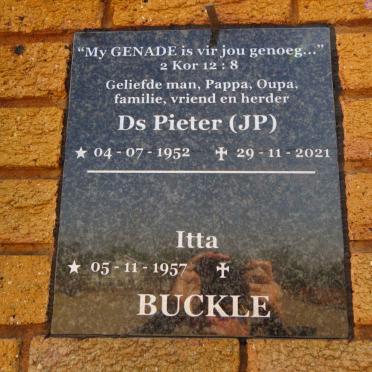 “My GENADE is vir jou genoeg...”
2 Kor 12 : 8
Geliefde man, Pappa, Oupa,
familie, vriend en herder
Ds Pieter (JP)
★ 04 - 07 - 1952 ✝ 29 - 11 - 2021
Itta
★ 05 - 11 - 1957 ✝
BUCKLE